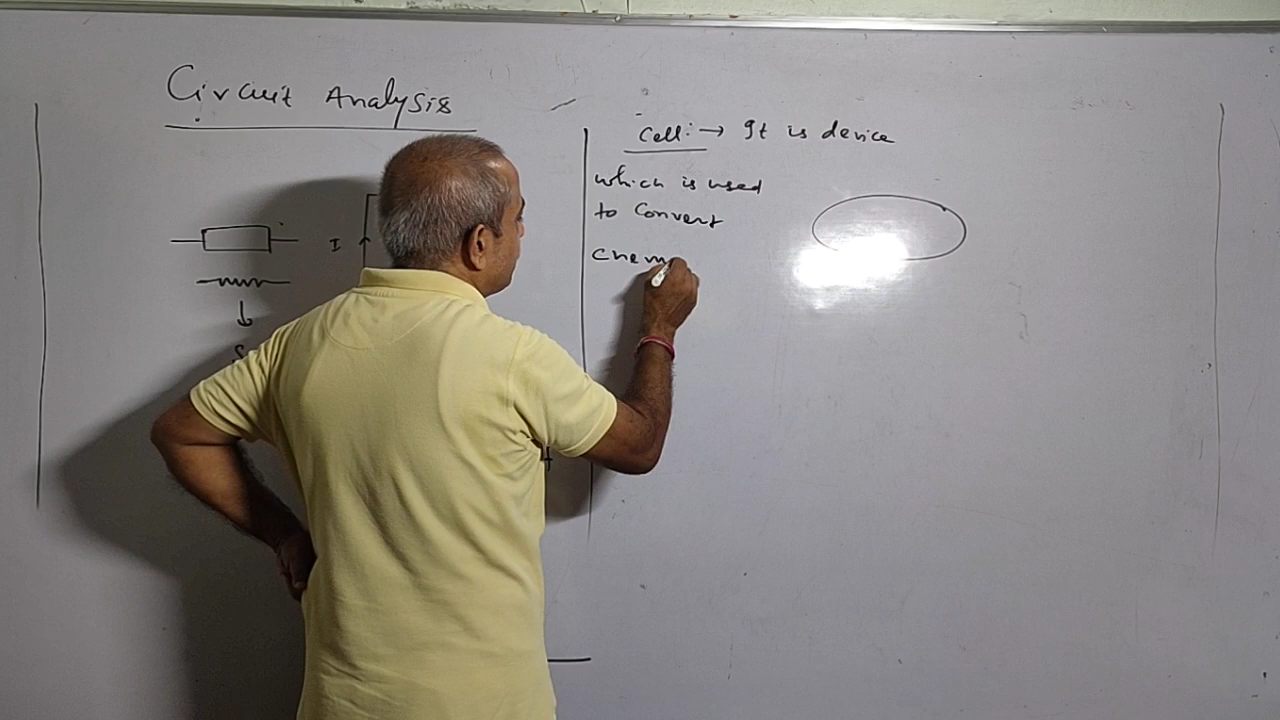 Circuit Analysis
I
Cell:→ It is device
which is used
to Convert
Chem